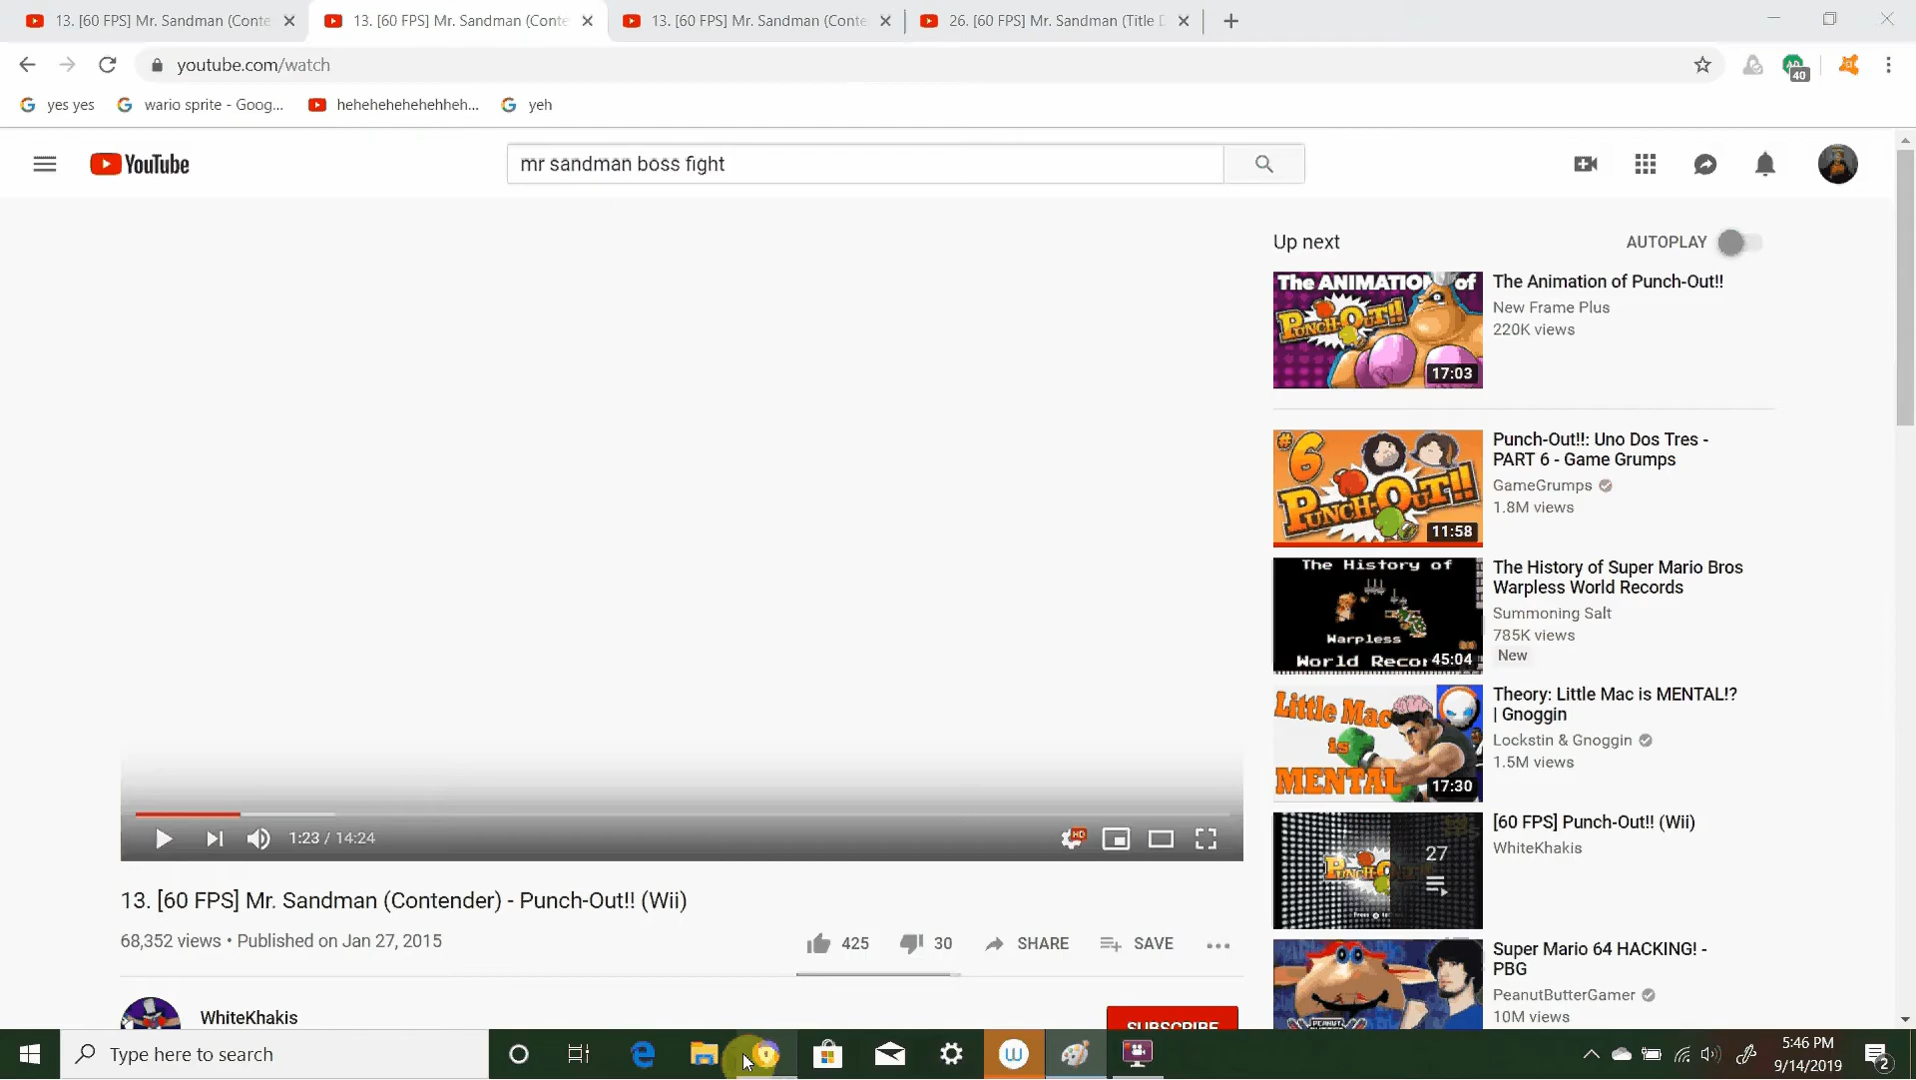 13. [60 FPS] Mr. Sandman (Conte
13. [60 FPS] Mr. Sandman (Conte
13. [60 FPS] Mr. Sandman (Conte
26. [60 FPS] Mr. Sandman (Title
youtube.com/watch
40
yes yes
wario sprite - Goog...
hehehehehehehheh...
yeh
YouTube
mr sandman boss fight
Up next
AUTOPLAY
The ANIMATION of
PUNCH-OUT!!
17:03
The Animation of Punch-Out!!
New Frame Plus
220K views
#6
PUNCH-OUT!!
11:58
Punch-Out!!: Uno Dos Tres -
PART 6 - Game Grumps
GameGrumps
1.8M views
The History of
Warpless
World Recor
45:04
The History of Super Mario Bros
Warpless World Records
Summoning Salt
785K views
New
Little Mac
is
MENTAL
17:30
Theory: Little Mac is MENTAL!?
| Gnoggin
Lockstin & Gnoggin
1.5M views
27
[60 FPS] Punch-Out!! (Wii)
WhiteKhakis
Super Mario 64 HACKING! -
PBG
PeanutButterGamer
10M views
1:23 / 14:24
HD
13. [60 FPS] Mr. Sandman (Contender) - Punch-Out!! (Wii)
68,352 views • Published on Jan 27, 2015
425
30
SHARE
SAVE
WhiteKhakis
SUBSCRIBE
Type here to search
5:46 PM
9/14/2019
2